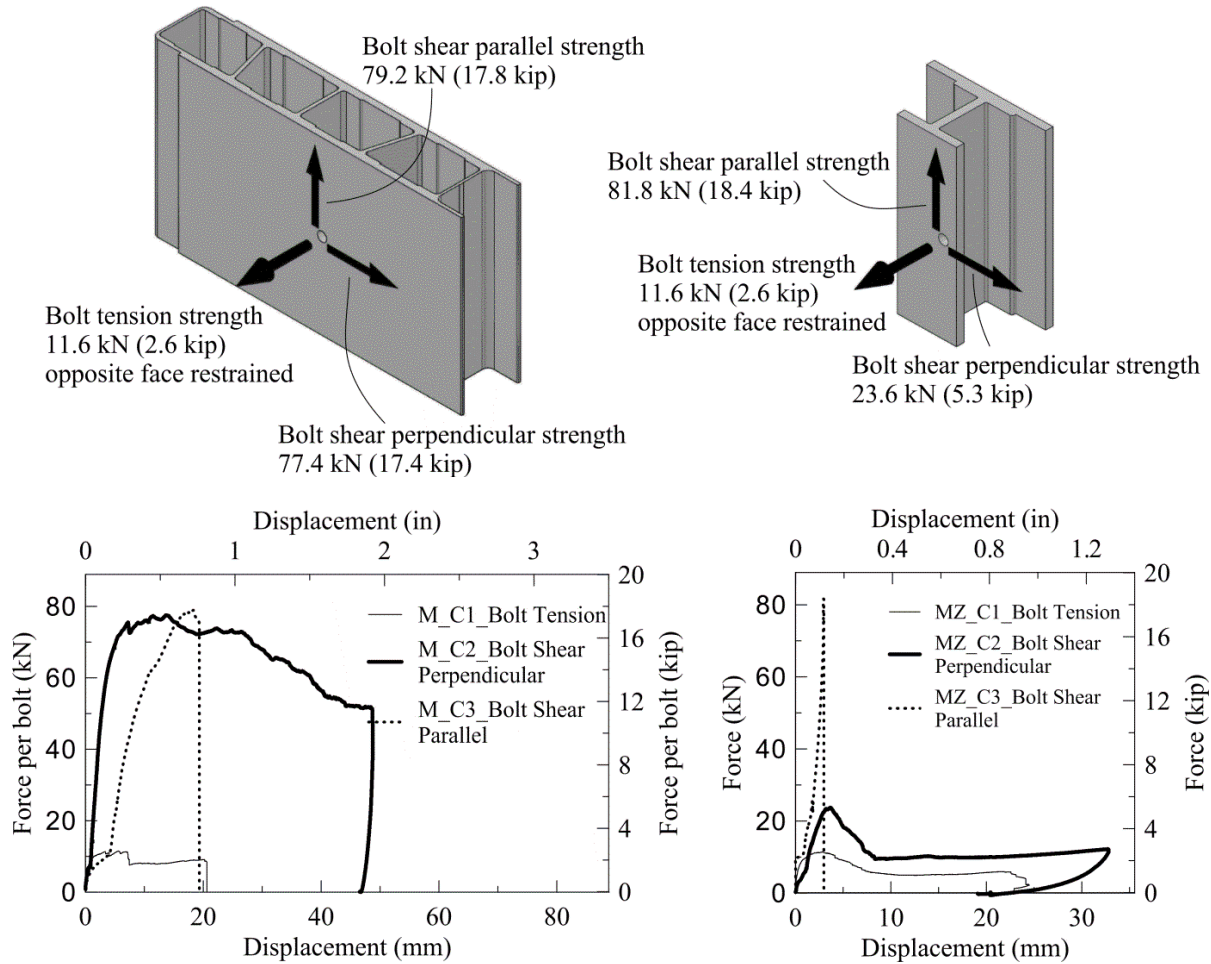 Bolt shear parallel strength
79.2 kN (17.8 kip)
Bolt tension strength
11.6 kN (2.6 kip)
opposite face restrained
Bolt shear perpendicular strength
77.4 kN (17.4 kip)
Bolt shear parallel strength
81.8 kN (18.4 kip)
Bolt tension strength
11.6 kN (2.6 kip)
opposite face restrained
Bolt shear perpendicular strength
23.6 kN (5.3 kip)
Displacement (in)
0 1 2 3
80
60
40
20
0
Force per bolt (kN)
M_C1_Bolt Tension
M_C2_Bolt Shear
Perpendicular
M_C3_Bolt Shear
Parallel
20
16
12
8
4
0
Force per bolt (kip)
0 20 40 60 80
Displacement (mm)
Displacement (in)
0 0.4 0.8 1.2
80
60
40
20
0
Force (kN)
MZ_C1_Bolt Tension
MZ_C2_Bolt Shear
Perpendicular
MZ_C3_Bolt Shear
Parallel
20
16
12
8
4
0
Force (kip)
0 10 20 30
Displacement (mm)